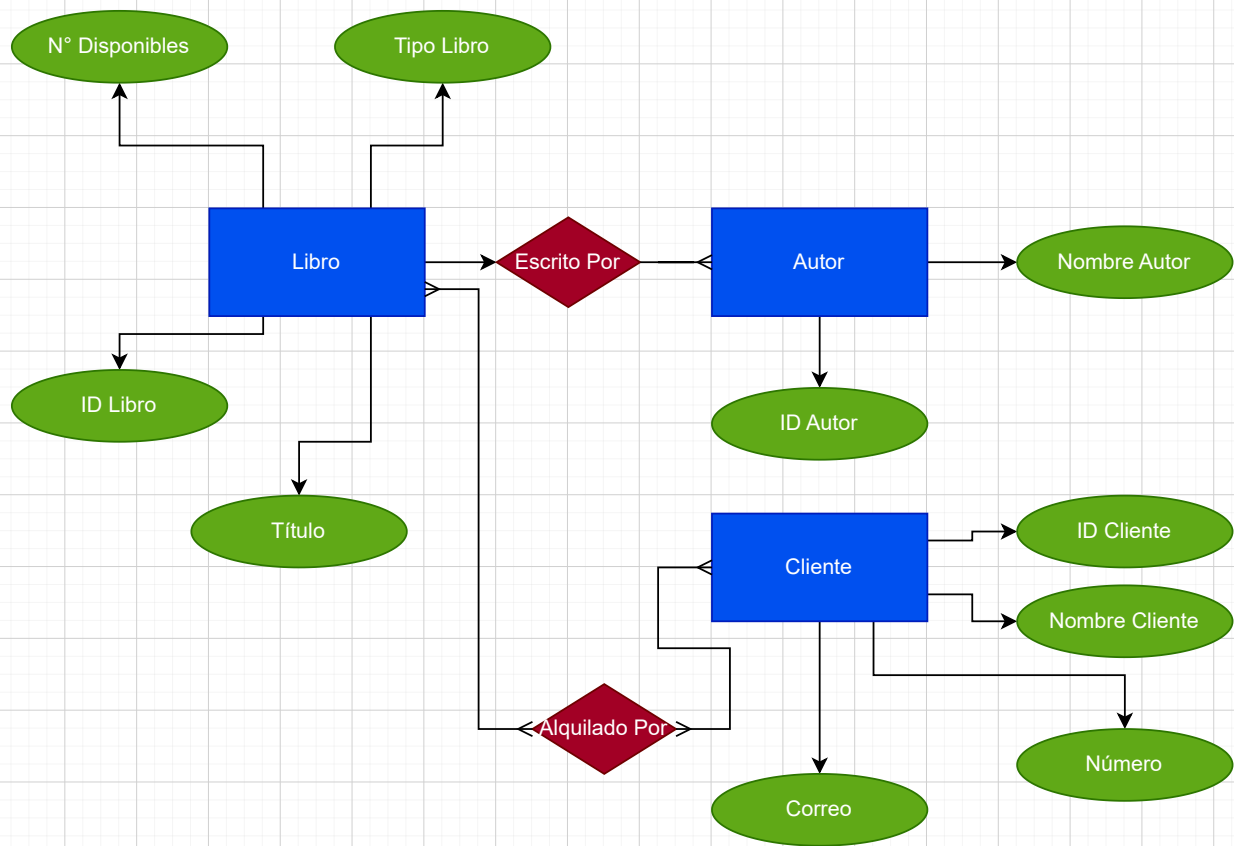 N° Disponibles
Tipo Libro
Libro
Escrito Por
Autor
Nombre Autor
ID Libro
ID Autor
Título
Cliente
ID Cliente
Nombre Cliente
Alquilado Por
Número
Correo